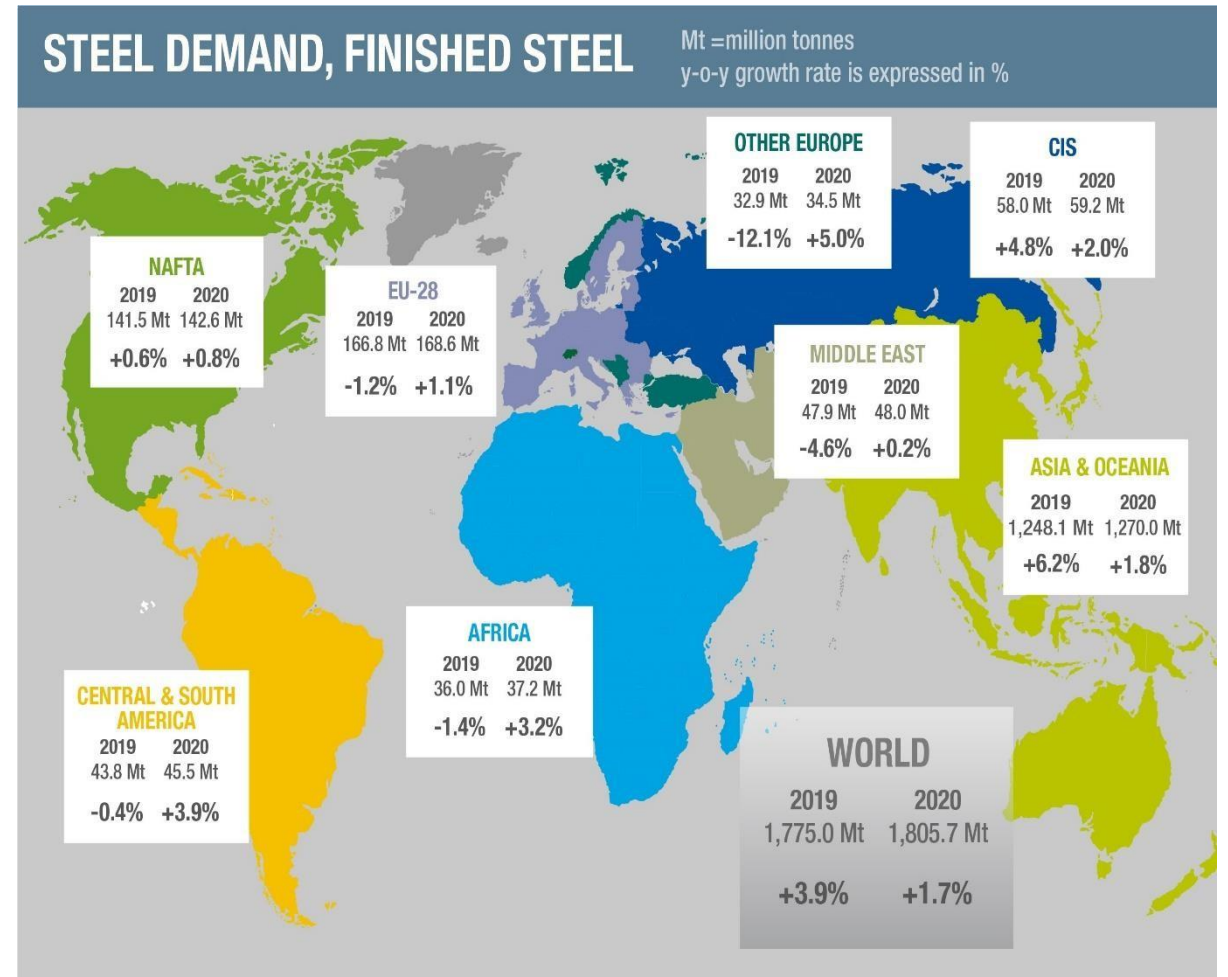 STEEL DEMAND, FINISHED STEEL
Mt =million tonnes
y-o-y growth rate is expressed in %
OTHER EUROPE
2019 2020
32.9 Mt 34.5 Mt
-12.1% +5.0%
CIS
2019 2020
58.0 Mt 59.2 Mt
+4.8% +2.0%
NAFTA
2019 2020
141.5 Mt 142.6 Mt
+0.6% +0.8%
EU-28
2019 2020
166.8 Mt 168.6 Mt
-1.2% +1.1%
MIDDLE EAST
2019 2020
47.9 Mt 48.0 Mt
-4.6% +0.2%
ASIA & OCEANIA
2019 2020
1,248.1 Mt 1,270.0 Mt
+6.2% +1.8%
AFRICA
2019 2020
36.0 Mt 37.2 Mt
-1.4% +3.2%
CENTRAL & SOUTH
AMERICA
2019 2020
43.8 Mt 45.5 Mt
-0.4% +3.9%
WORLD
2019 2020
1,775.0 Mt 1,805.7 Mt
+3.9% +1.7%